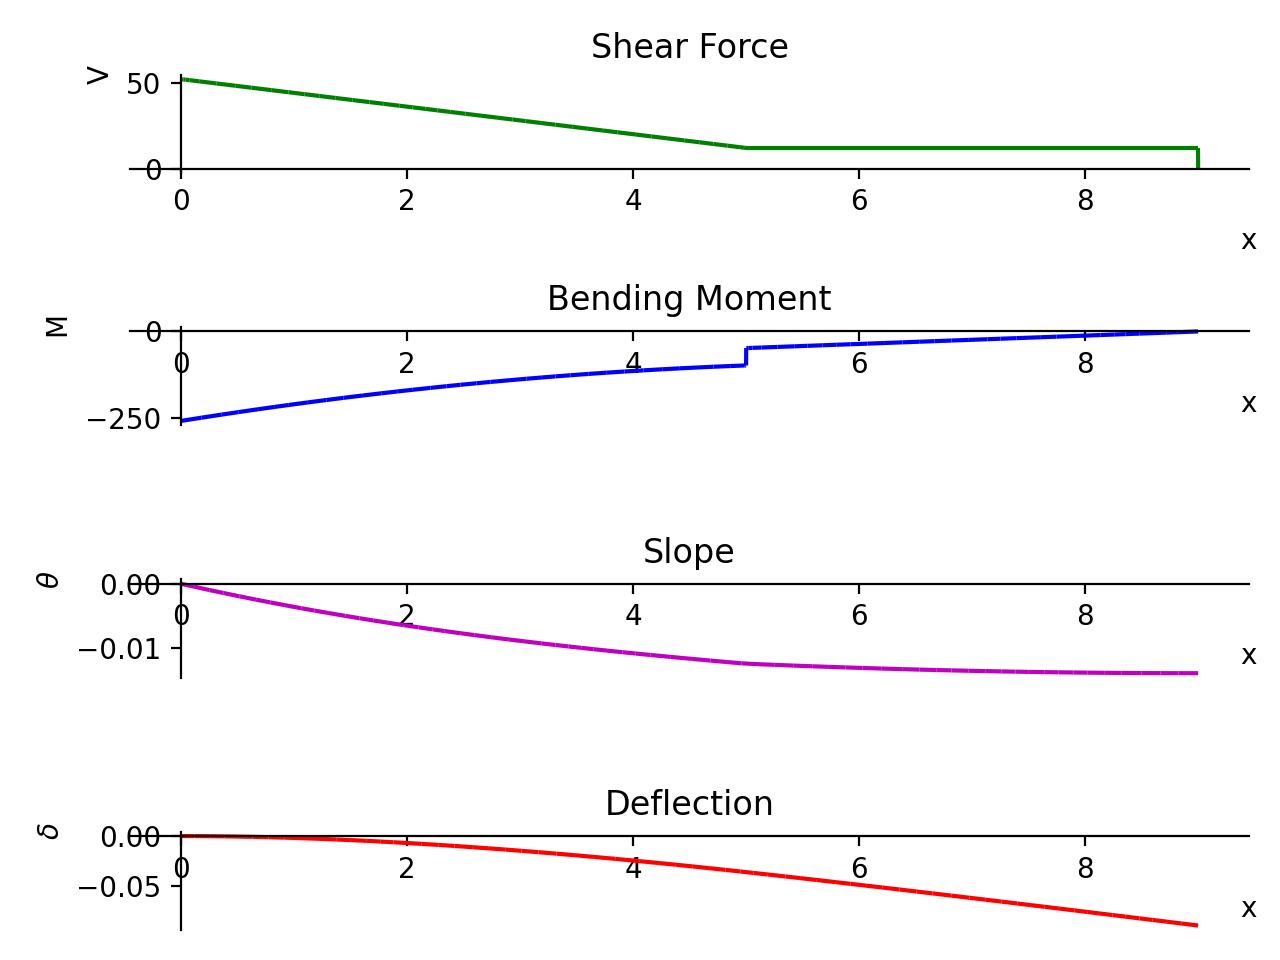 Shear Force
V
50
0
0 2 4 6 8
x
Bending Moment
M
0
0 2 4 6 8
x
−250
Slope
θ
0.00
0 2 4 6 8
−0.01
x
Deflection
δ
0.00
0 2 4 6 8
−0.05
x